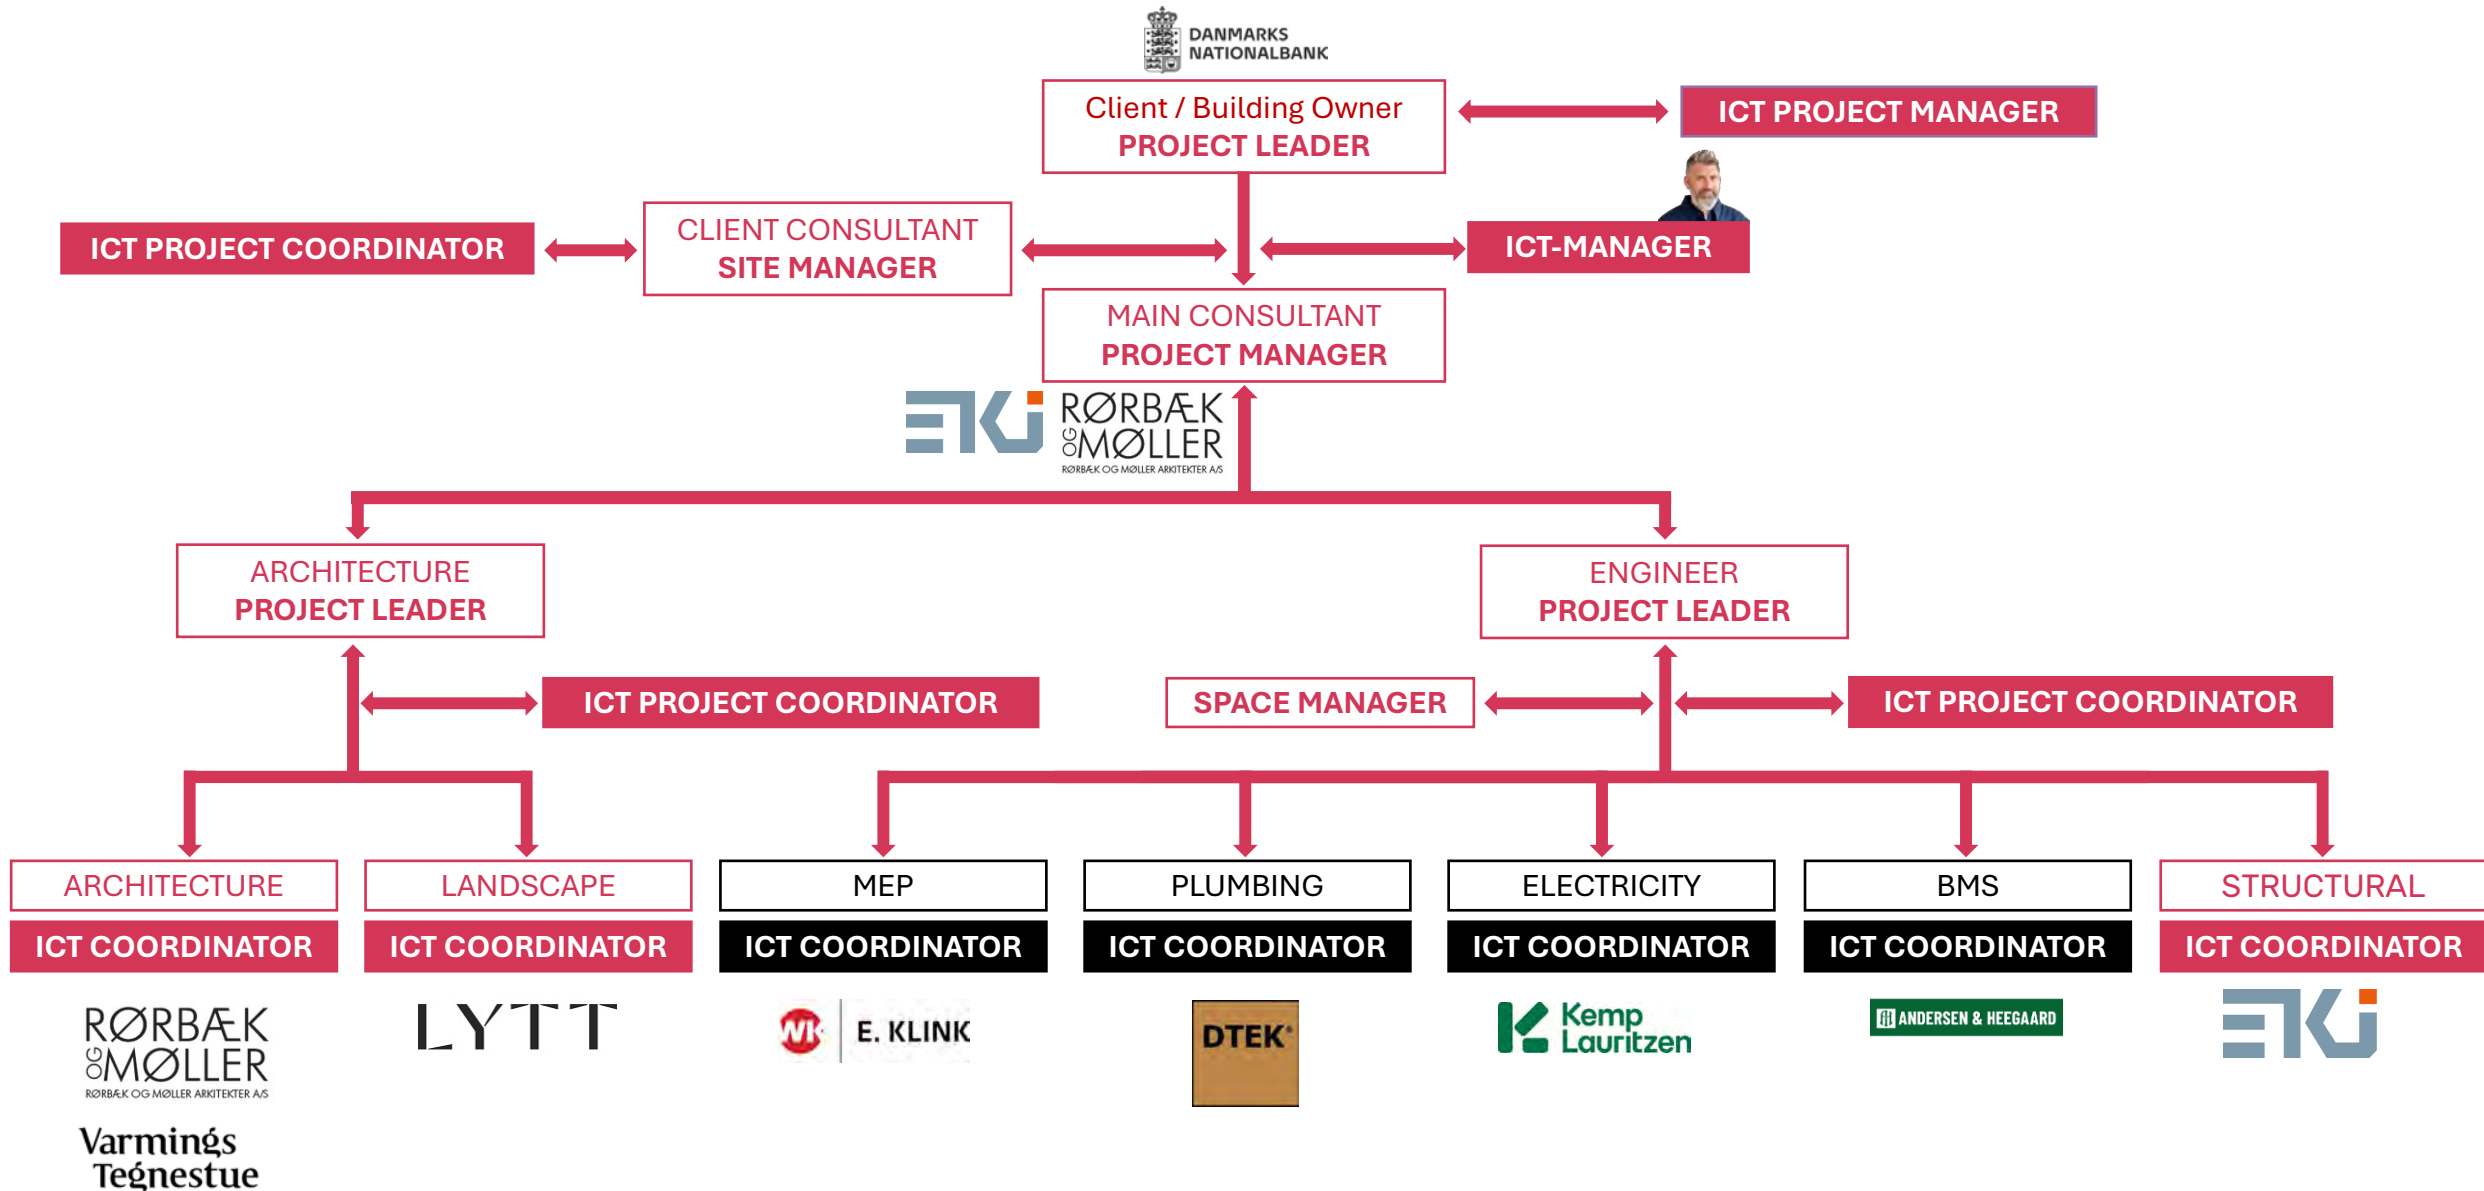 DANMARKS
NATIONALBANK
Client / Building Owner
PROJECT LEADER
ICT PROJECT MANAGER
ICT PROJECT COORDINATOR
CLIENT CONSULTANT
SITE MANAGER
ICT-MANAGER
MAIN CONSULTANT
PROJECT MANAGER
EKJ
RØRBÆK
OG MØLLER
RØRBÆK OG MØLLER ARKITEKTER A/S
ARCHITECTURE
PROJECT LEADER
ENGINEER
PROJECT LEADER
ICT PROJECT COORDINATOR
SPACE MANAGER
ICT PROJECT COORDINATOR
ARCHITECTURE
LANDSCAPE
MEP
PLUMBING
ELECTRICITY
BMS
STRUCTURAL
ICT COORDINATOR
ICT COORDINATOR
ICT COORDINATOR
ICT COORDINATOR
ICT COORDINATOR
ICT COORDINATOR
ICT COORDINATOR
RØRBÆK
OG MØLLER
RØRBÆK OG MØLLER ARKITEKTER A/S
Varmings
Tegnestue
LYTT
WK E. KLINK
DTEK
Kemp
Lauritzen
ANDERSEN & HEEGAARD
EKJ